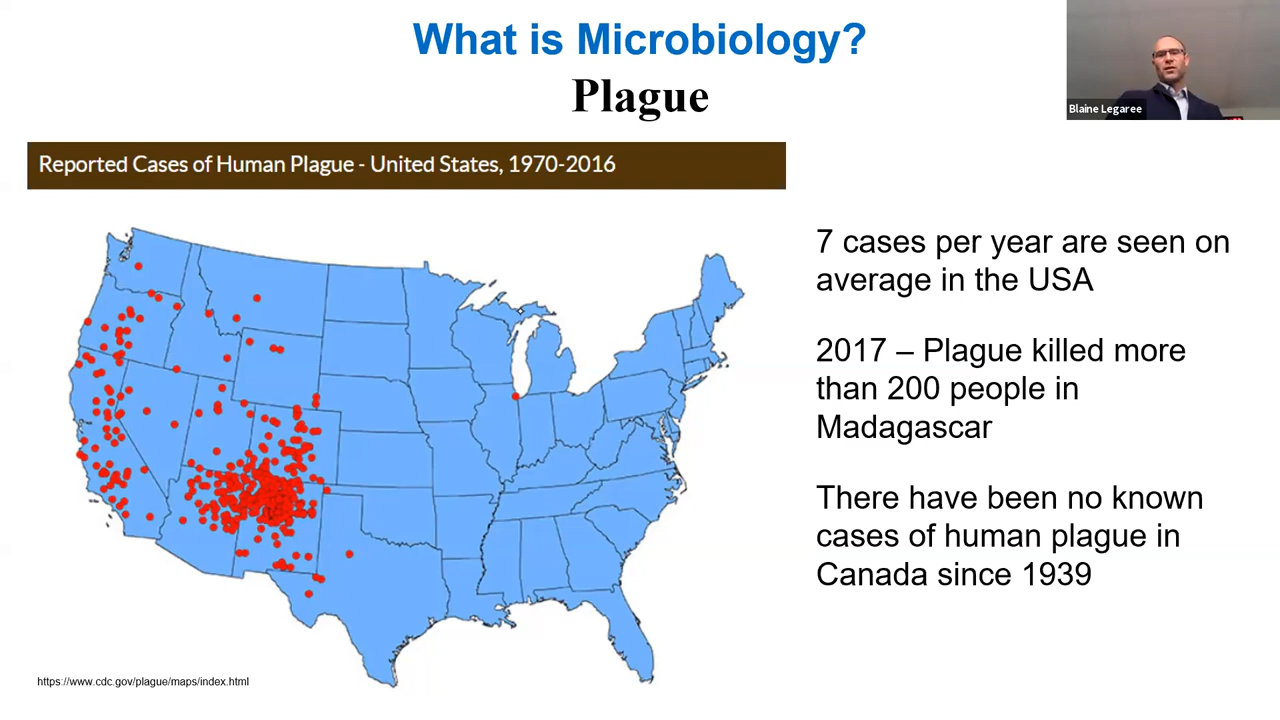 What is Microbiology?
Plague
Blaine Legaree
Reported Cases of Human Plague - United States, 1970-2016
7 cases per year are seen on
average in the USA
2017 – Plague killed more
than 200 people in
Madagascar
There have been no known
cases of human plague in
Canada since 1939
https://www.cdc.gov/plague/maps/index.html